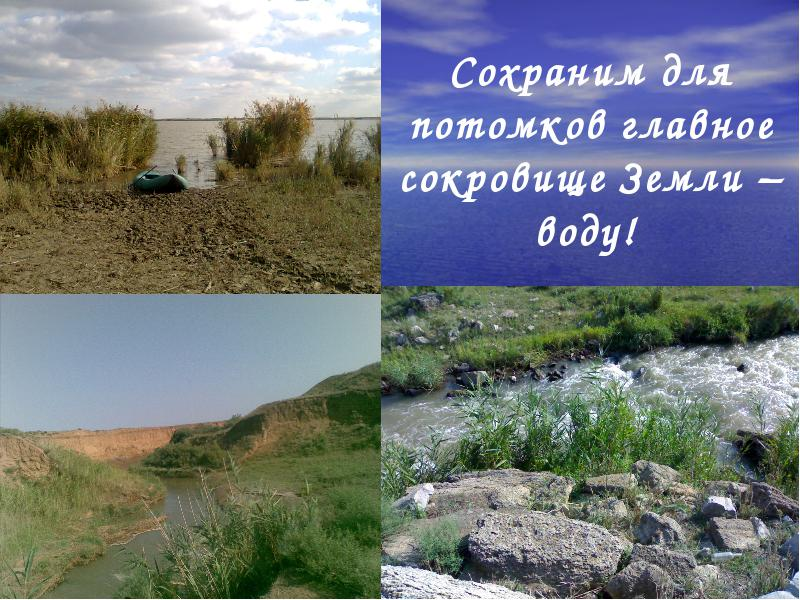 Сохраним для
потомков главное
сокровище Земли –
воду!